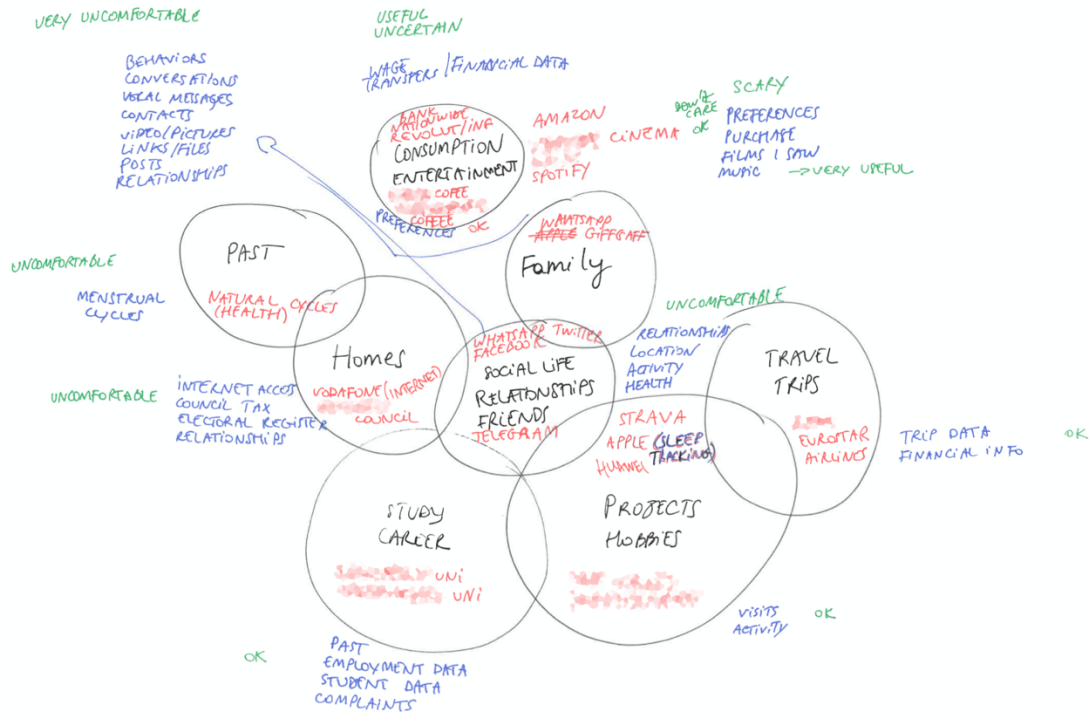 VERY UNCOMFORTABLE
USEFUL
UNCERTAIN
BEHAVIORS
CONVERSATIONS
VOCAL MESSAGES
CONTACTS
VIDEO/PICTURES
LINKS/FILES
POSTS
RELATIONSHIPS
WAGE
TRANSFERS/FINANCIAL DATA
BANK
NATIONWIDE
REVOLUT/ING
CONSUMPTION
ENTERTAINMENT
COFEE
COFFEE
PREFERENCES OK
AMAZON
CINEMA
SPOTIFY
DON'T
CARE
OK
SCARY
PREFERENCES
PURCHASE
FILMS I SAW
MUSIC → VERY USEFUL
PAST
NATURAL CYCLES
(HEALTH)
UNCOMFORTABLE
MENSTRUAL
CYCLES
WHATSAPP
APPLE GIFFGAFF
Family
Homes
VODAFONE (INTERNET)
COUNCIL
UNCOMFORTABLE
INTERNET ACCES
COUNCIL TAX
ELECTORAL REGISTER
RELATIONSHIPS
WHATSAPP TWITTER
FACEBOOK
SOCIAL LIFE
RELATIONSHIPS
FRIENDS
TELEGRAM
UNCOMFORTABLE
RELATIONSHIPS
LOCATION
ACTIVITY
HEALTH
TRAVEL
TRIPS
EUROSTAR
AIRLINES
TRIP DATA
FINANCIAL INFO
OK
STRAVA
APPLE (SLEEP
HUAWEI TRACKING)
PROJECTS
HOBBIES
VISITS
ACTIVITY
OK
STUDY
CAREER
UNI
UNI
OK
PAST
EMPLOYMENT DATA
STUDENT DATA
COMPLAINTS